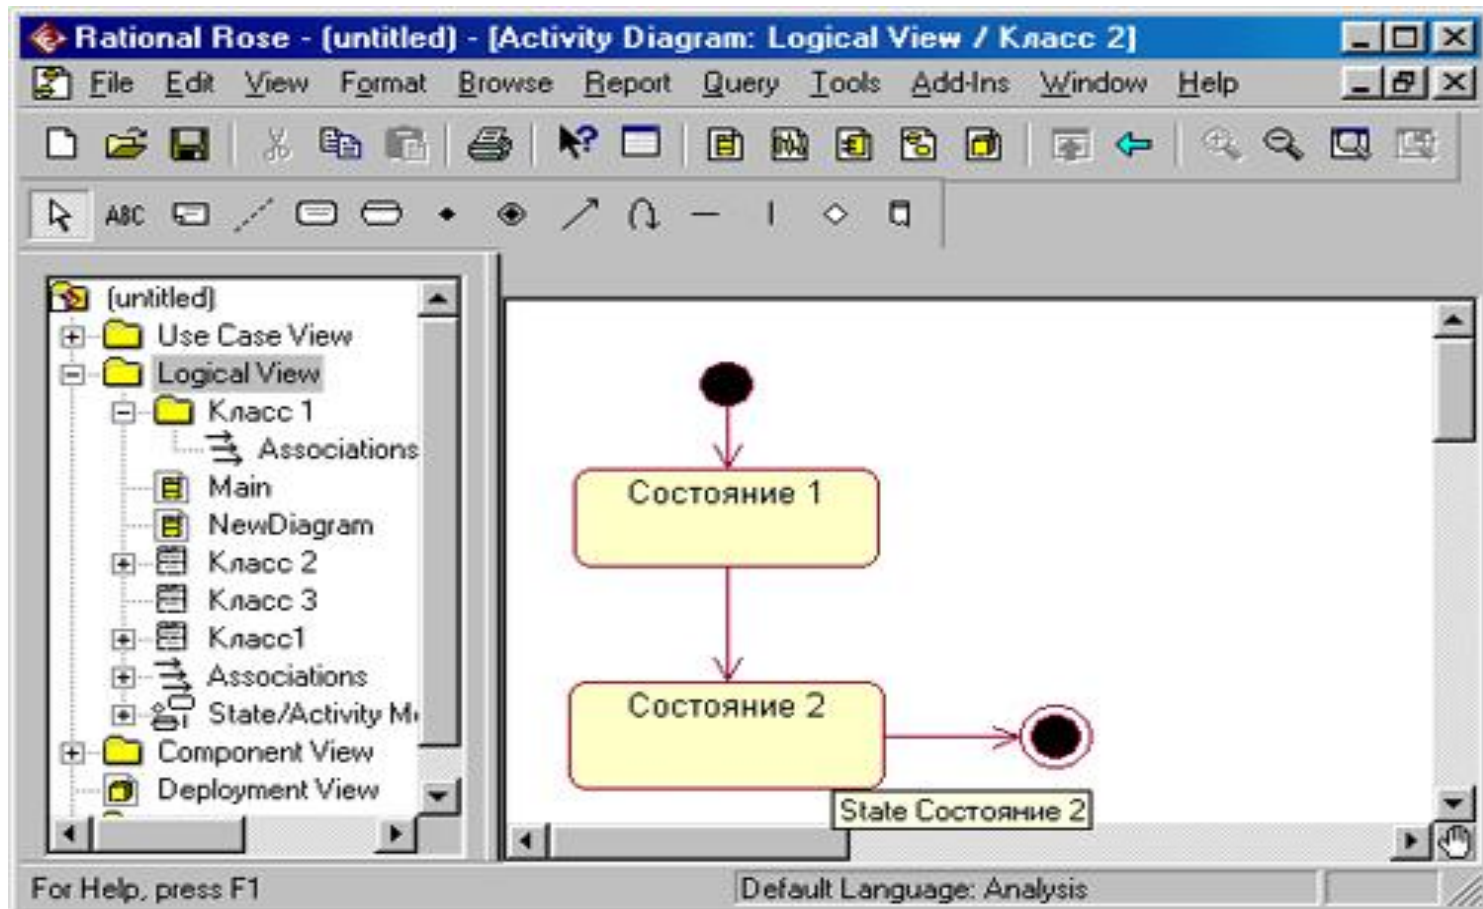 Rational Rose - (untitled) - [Activity Diagram: Logical View / Класс 2]
File Edit View Format Browse Report Query Tools Add-Ins Window Help
ABC
(untitled)
Use Case View
Logical View
Класс 1
Associations
Main
NewDiagram
Класс 2
Класс 3
Класс1
Associations
State/Activity M
Component View
Deployment View
Состояние 1
Состояние 2
State Состояние 2
For Help, press F1
Default Language: Analysis